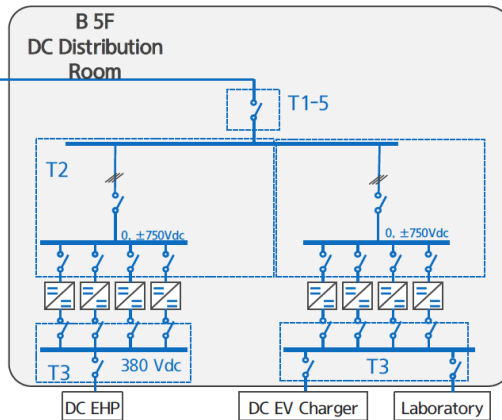 B 5F
DC Distribution
Room
T1-5
T2
0, ±750Vdc
0, ±750Vdc
T3
380 Vdc
T3
DC EHP
DC EV Charger
Laboratory